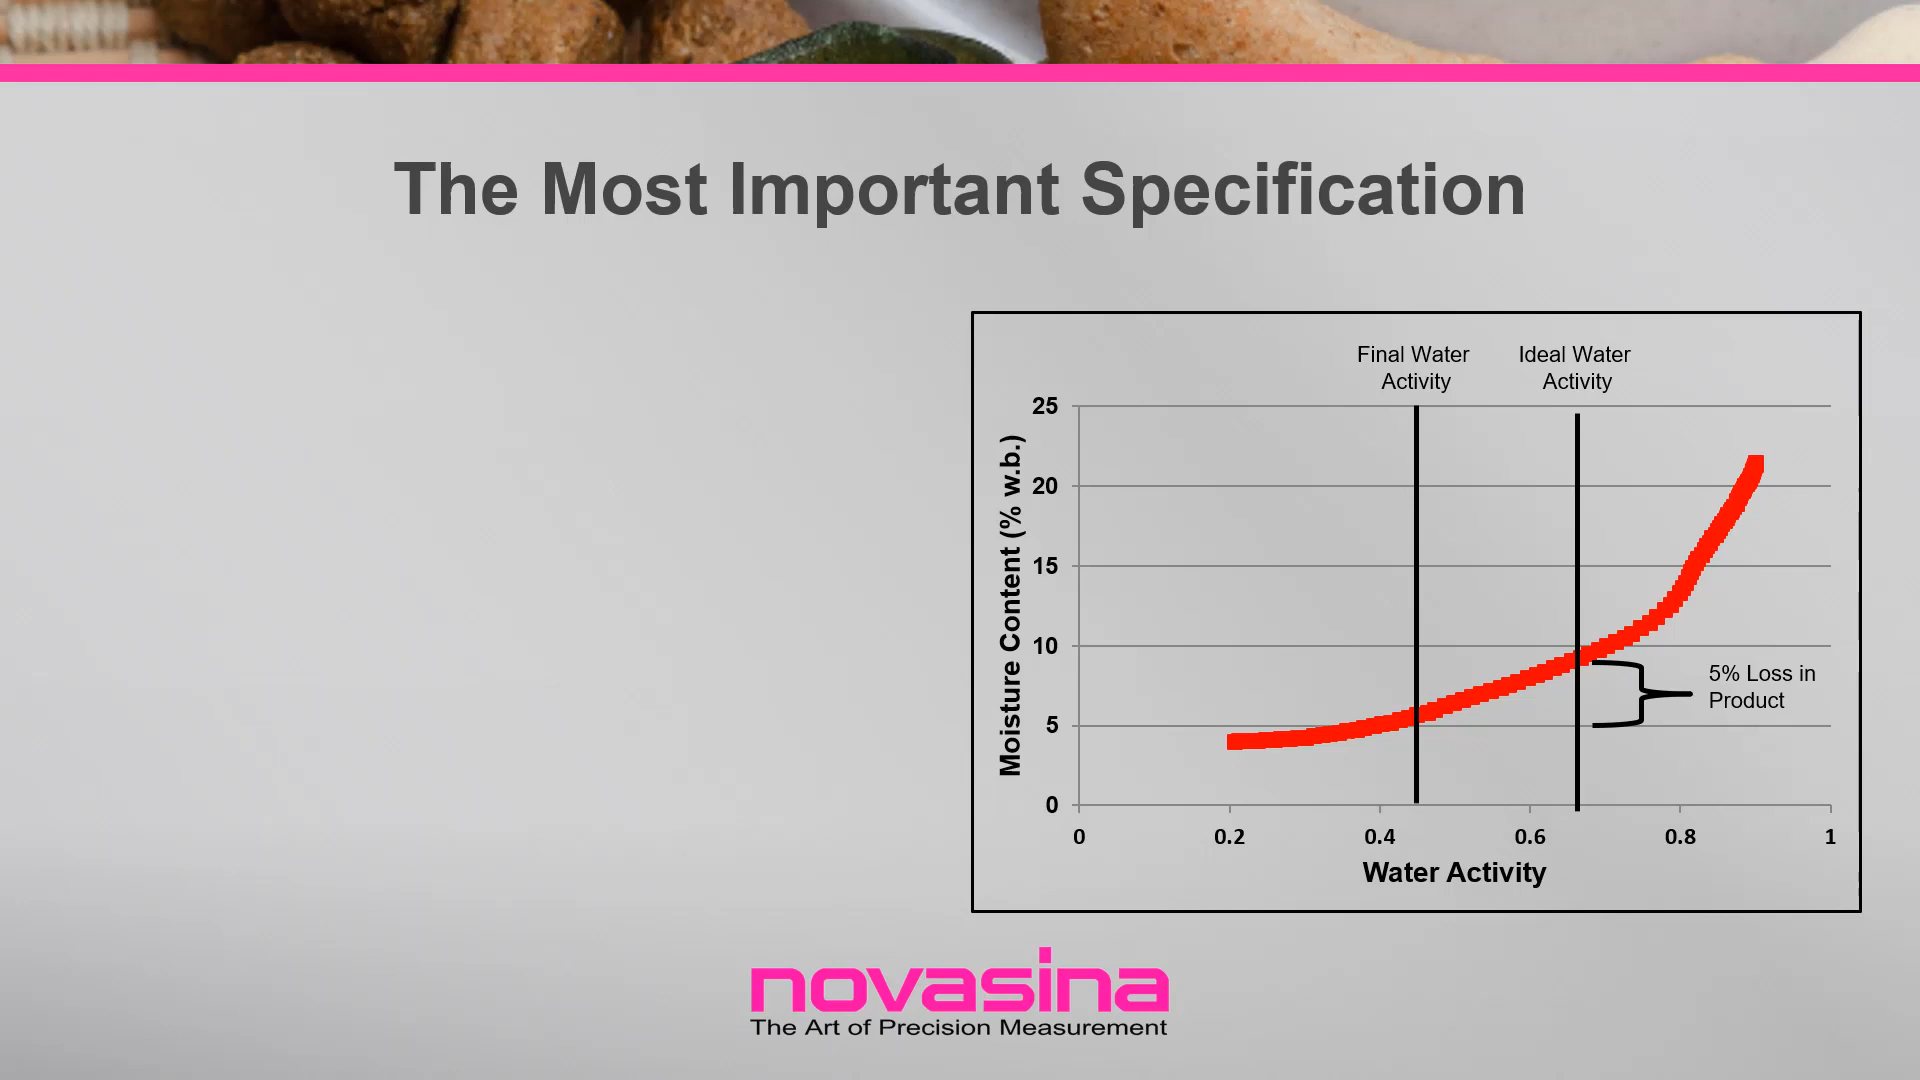 The Most Important Specification
Final Water
Activity
Ideal Water
Activity
25
20
15
10
5
0
Moisture Content (% w.b.)
5% Loss in
Product
0 0.2 0.4 0.6 0.8 1
Water Activity
novasina
The Art of Precision Measurement